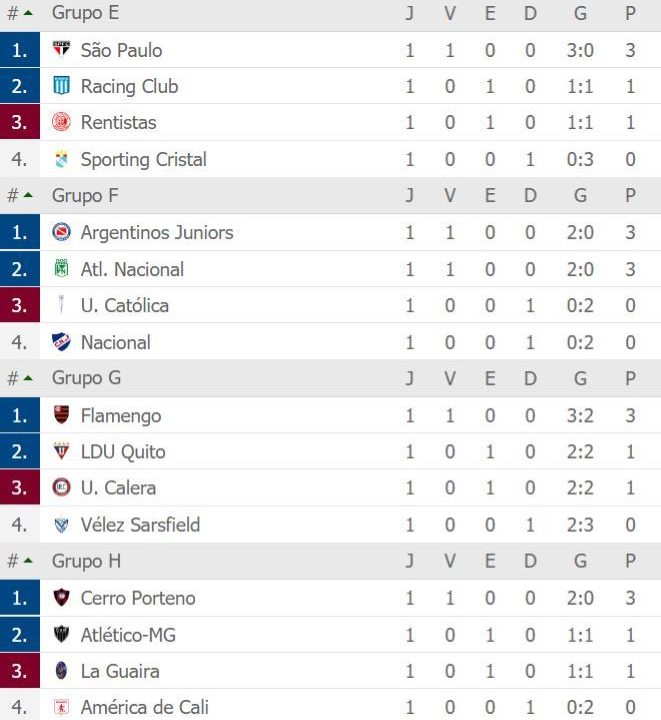 # Grupo E J V E D G P
1. São Paulo 1 1 0 0 3:0 3
2. Racing Club 1 0 1 0 1:1 1
3. Rentistas 1 0 1 0 1:1 1
4. Sporting Cristal 1 0 0 1 0:3 0
# Grupo F J V E D G P
1. Argentinos Juniors 1 1 0 0 2:0 3
2. Atl. Nacional 1 1 0 0 2:0 3
3. U. Católica 1 0 0 1 0:2 0
4. Nacional 1 0 0 1 0:2 0
# Grupo G J V E D G P
1. Flamengo 1 1 0 0 3:2 3
2. LDU Quito 1 0 1 0 2:2 1
3. U. Calera 1 0 1 0 2:2 1
4. Vélez Sarsfield 1 0 0 1 2:3 0
# Grupo H J V E D G P
1. Cerro Porteno 1 1 0 0 2:0 3
2. Atlético-MG 1 0 1 0 1:1 1
3. La Guaira 1 0 1 0 1:1 1
4. América de Cali 1 0 0 1 0:2 0